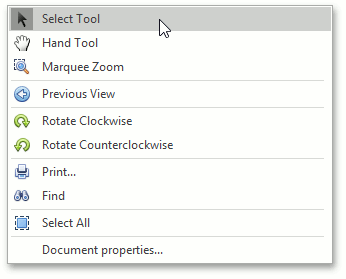 Select Tool
Hand Tool
Marquee Zoom
Previous View
Rotate Clockwise
Rotate Counterclockwise
Print...
Find
Select All
Document properties...